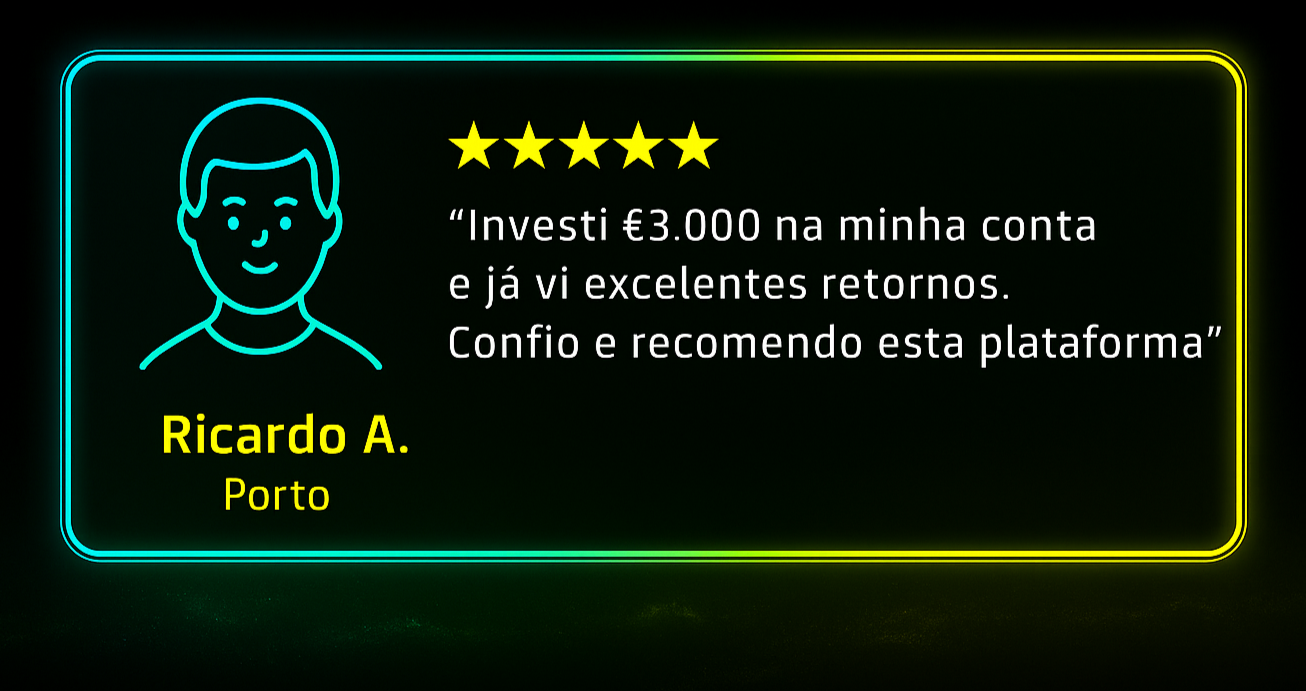 “Investi €3.000 na minha conta
e já vi excelentes retornos.
Confio e recomendo esta plataforma”
Ricardo A.
Porto